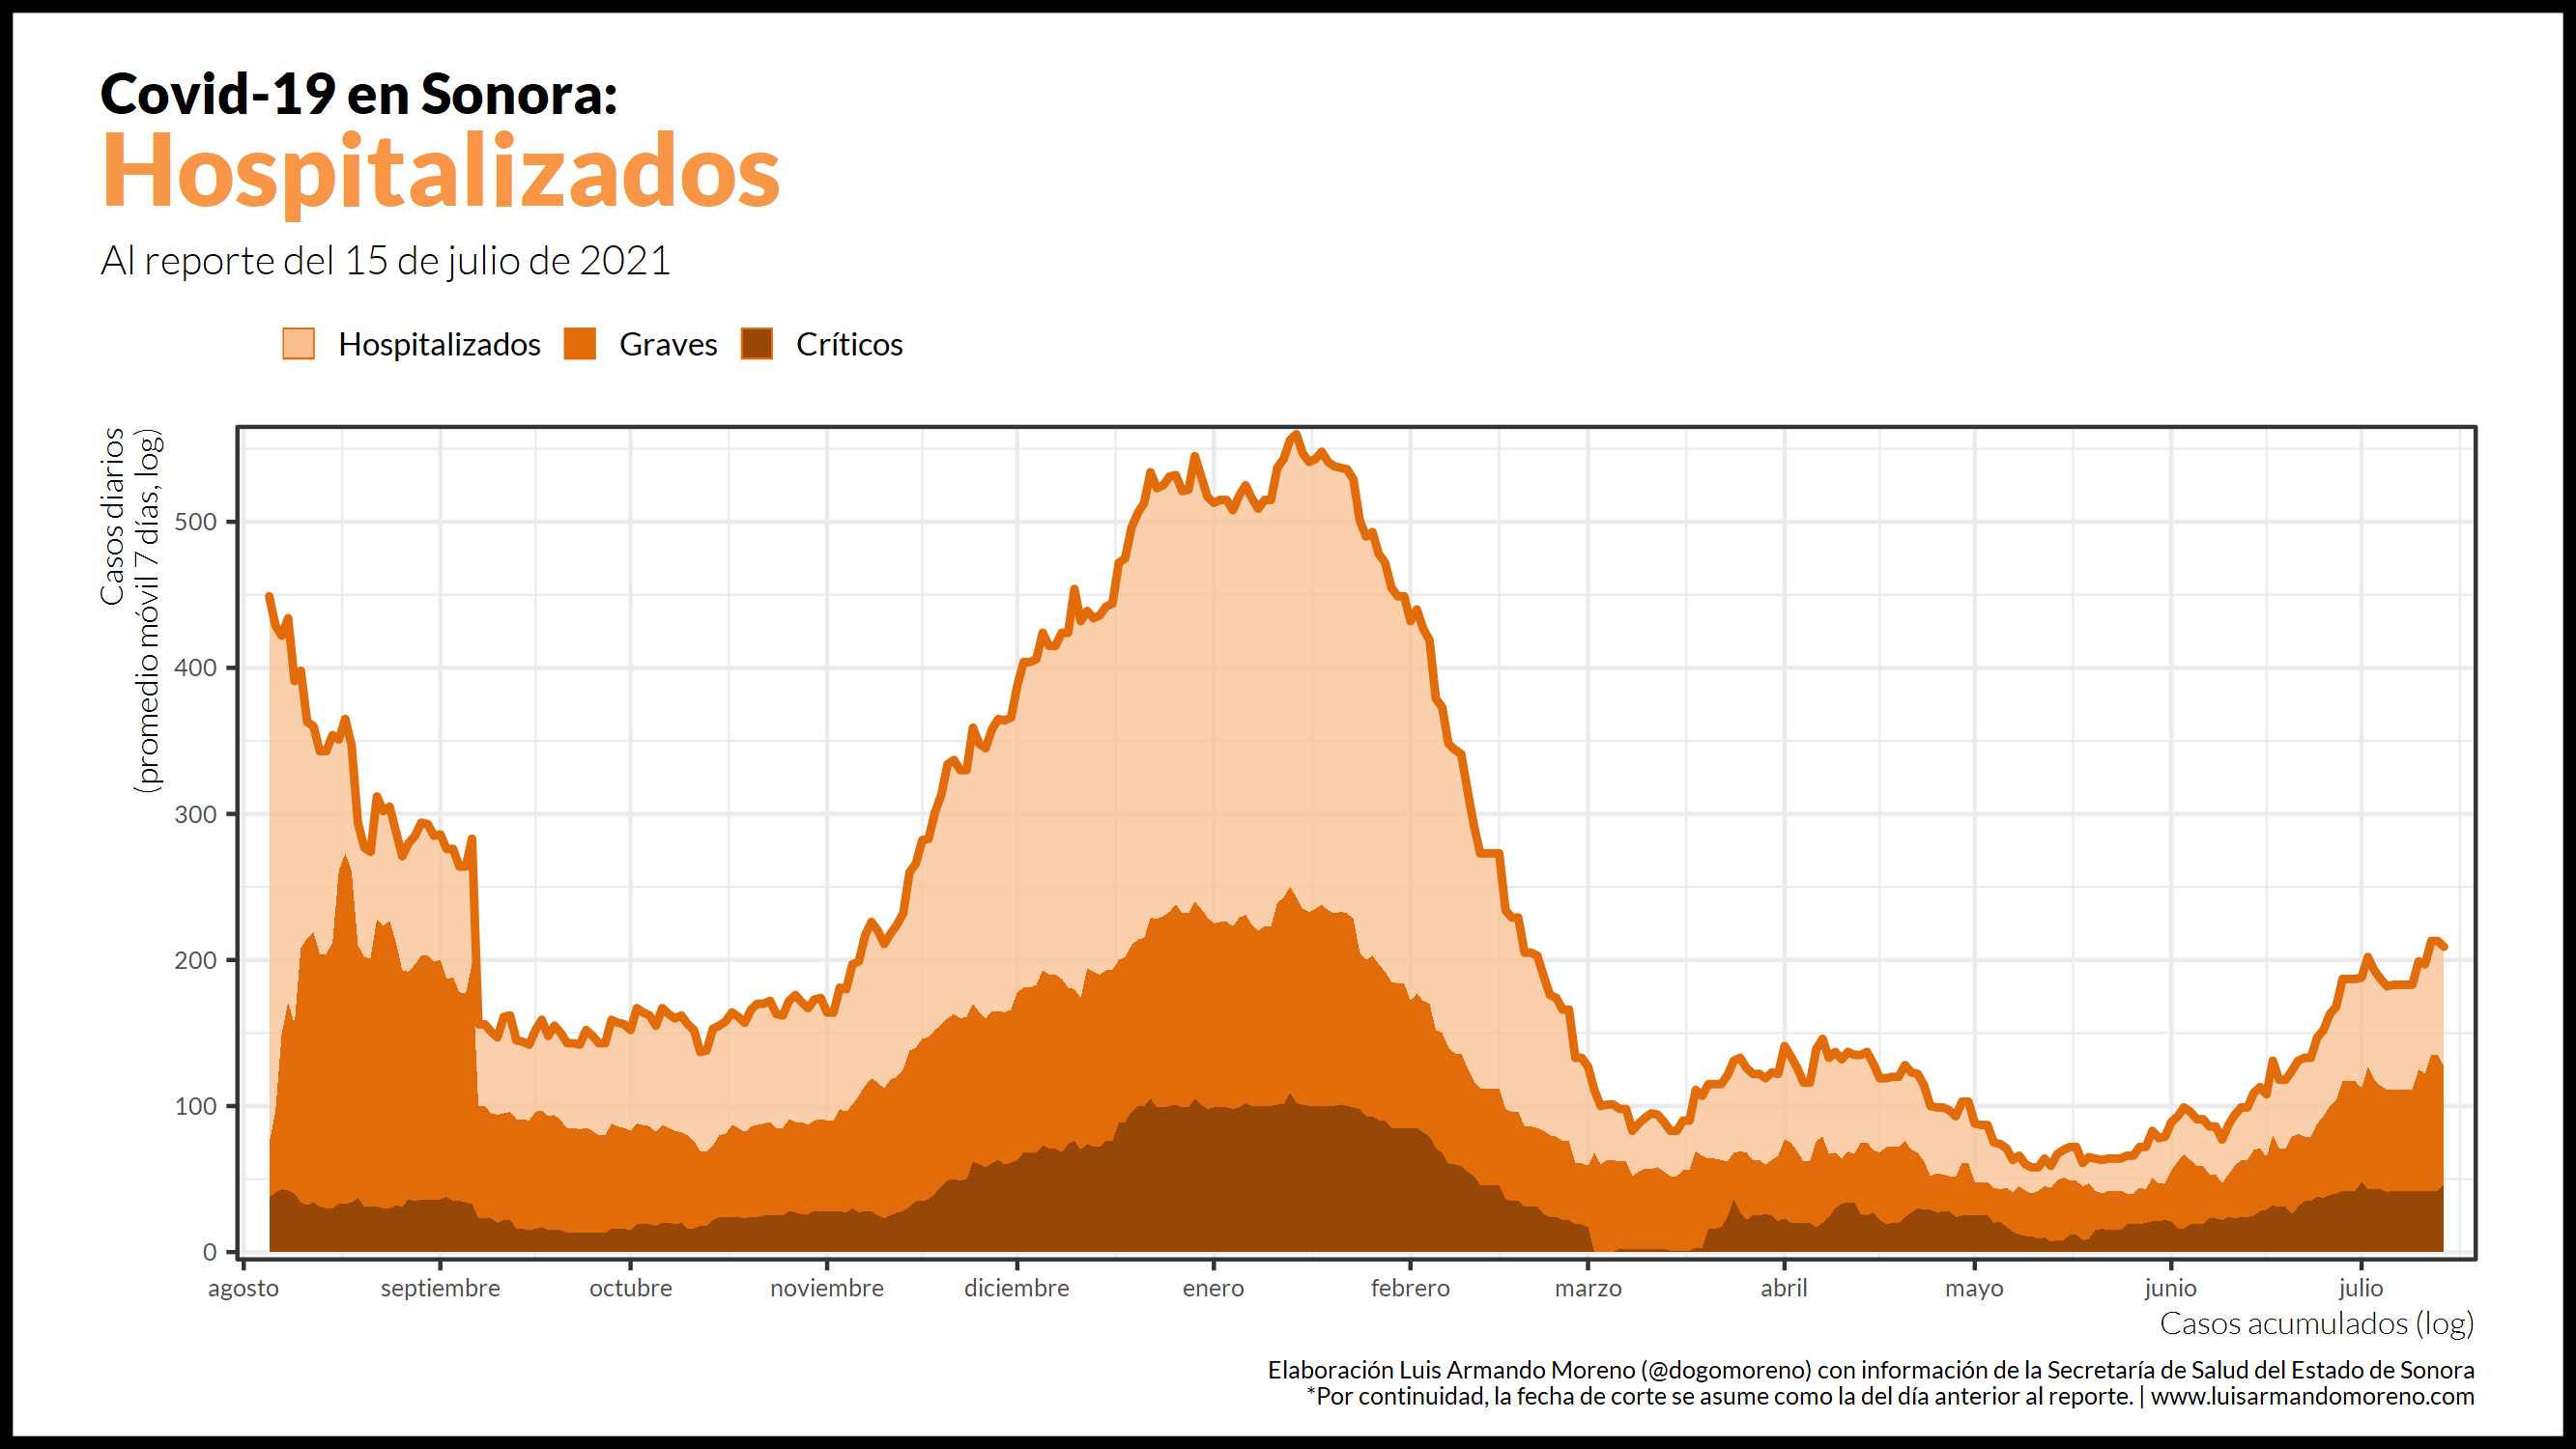 Covid-19 en Sonora:
Hospitalizados
Al reporte del 15 de julio de 2021
Hospitalizados Graves Críticos
Casos diarios
(promedio móvil 7 días, log)
500
400
300
200
100
0
agosto septiembre octubre noviembre diciembre enero febrero marzo abril mayo junio julio
Casos acumulados (log)
Elaboración Luis Armando Moreno (@dogomoreno) con información de la Secretaría de Salud del Estado de Sonora
*Por continuidad, la fecha de corte se asume como la del día anterior al reporte. | www.luisarmandomoreno.com